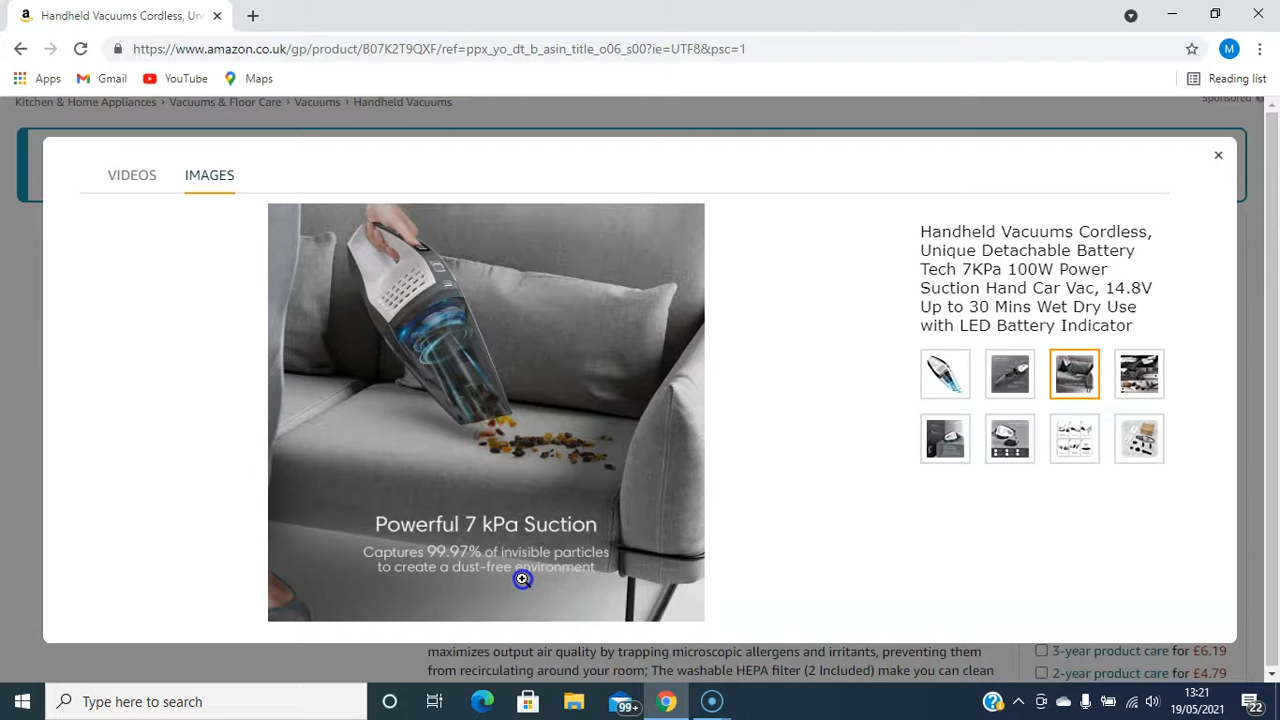 Handheld Vacuums Cordless, Un
https://www.amazon.co.uk/gp/product/B07K2T9QXF/ref=ppx_yo_dt_b_asin_title_o06_s00?ie=UTF8&psc=1
M
Apps
Gmail
YouTube
Maps
Reading list
Kitchen & Home Appliances › Vacuums & Floor Care › Vacuums › Handheld Vacuums
Sponsored
VIDEOS
IMAGES
Handheld Vacuums Cordless,
Unique Detachable Battery
Tech 7KPa 100W Power
Suction Hand Car Vac, 14.8V
Up to 30 Mins Wet Dry Use
with LED Battery Indicator
Powerful 7 kPa Suction
Captures 99.97% of invisible particles
to create a dust-free environment
maximizes output air quality by trapping microscopic allergens and irritants, preventing them
from recirculating around your room; The washable HEPA filter (2 Included) make you can clean
3-year product care for £6.19
2-year product care for £4.79
Type here to search
99+
13:21
19/05/2021
22